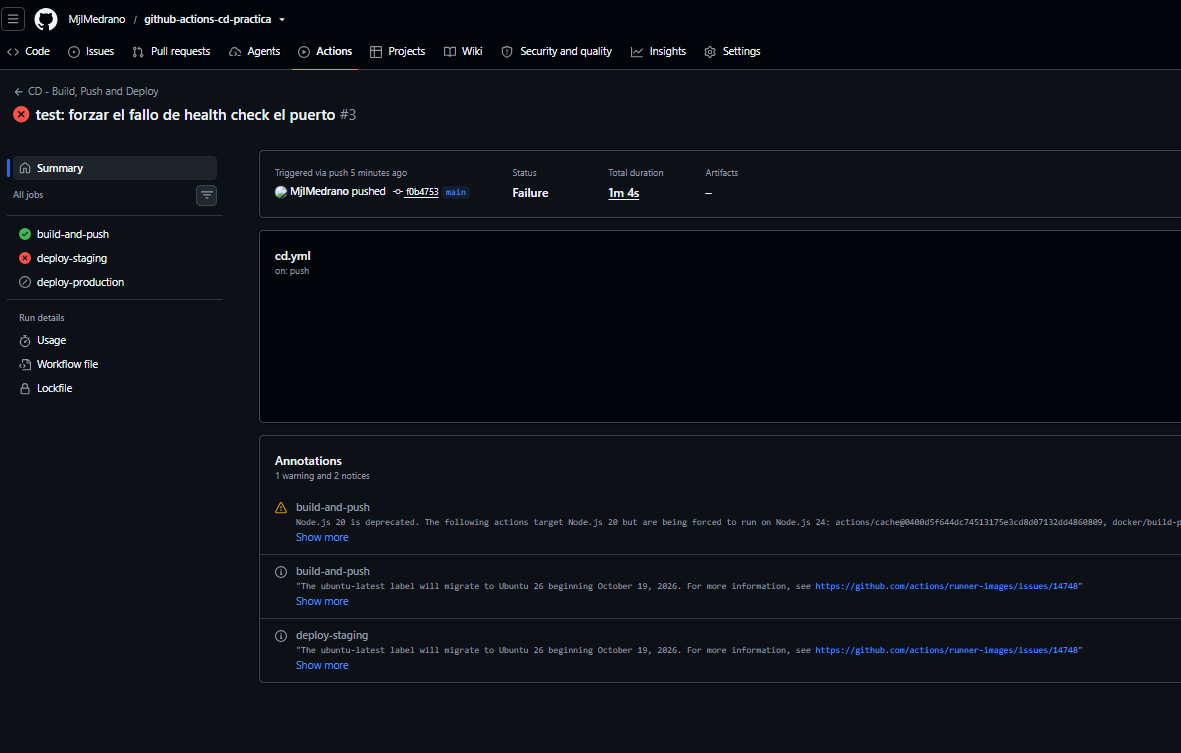 MjlMedrano / github-actions-cd-practica
Code Issues Pull requests Agents Actions Projects Wiki Security and quality Insights Settings
CD - Build, Push and Deploy
test: forzar el fallo de health check el puerto #3
Summary
All jobs
build-and-push
deploy-staging
deploy-production
Run details
Usage
Workflow file
Lockfile
Triggered via push 5 minutes ago
MjlMedrano pushed f0b4753 main
Status
Failure
Total duration
1m 4s
Artifacts
–
cd.yml
on: push
Annotations
1 warning and 2 notices
build-and-push
Node.js 20 is deprecated. The following actions target Node.js 20 but are being forced to run on Node.js 24: actions/cache@0400d5f644dc74513175e3cd8d07132dd4860809, docker/build-p
Show more
build-and-push
"The ubuntu-latest label will migrate to Ubuntu 26 beginning October 19, 2026. For more information, see https://github.com/actions/runner-images/issues/14748"
Show more
deploy-staging
"The ubuntu-latest label will migrate to Ubuntu 26 beginning October 19, 2026. For more information, see https://github.com/actions/runner-images/issues/14748"
Show more